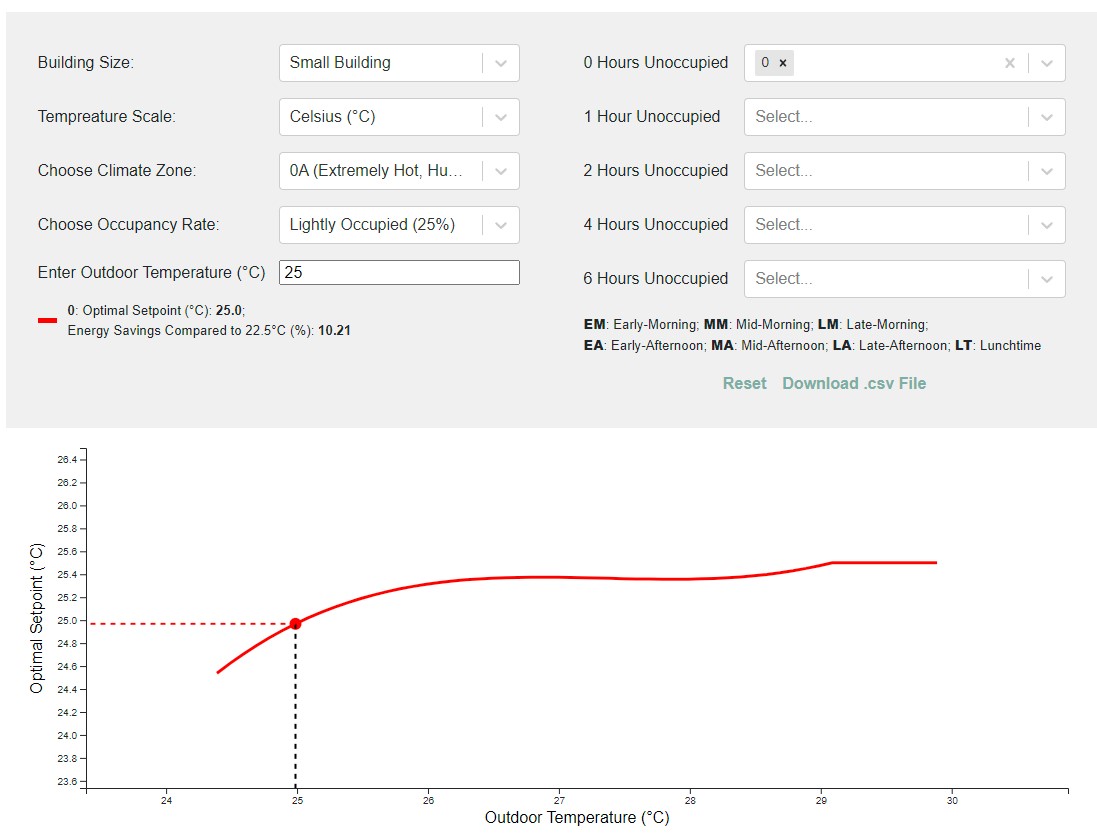 Building Size:
Small Building
Tempreature Scale:
Celsius (°C)
Choose Climate Zone:
0A (Extremely Hot, Hu...
Choose Occupancy Rate:
Lightly Occupied (25%)
Enter Outdoor Temperature (°C)
25
0: Optimal Setpoint (°C): 25.0;
Energy Savings Compared to 22.5°C (%): 10.21
0 Hours Unoccupied
0 ×
×
1 Hour Unoccupied
Select...
2 Hours Unoccupied
Select...
4 Hours Unoccupied
Select...
6 Hours Unoccupied
Select...
EM: Early-Morning; MM: Mid-Morning; LM: Late-Morning;
EA: Early-Afternoon; MA: Mid-Afternoon; LA: Late-Afternoon; LT: Lunchtime
Reset
Download .csv File
Optimal Setpoint (°C)
26.4
26.2
26.0
25.8
25.6
25.4
25.2
25.0
24.8
24.6
24.4
24.2
24.0
23.8
23.6
24
25
26
27
28
29
30
Outdoor Temperature (°C)